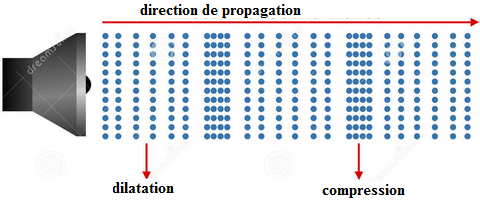 direction de propagation
dilatation
compression